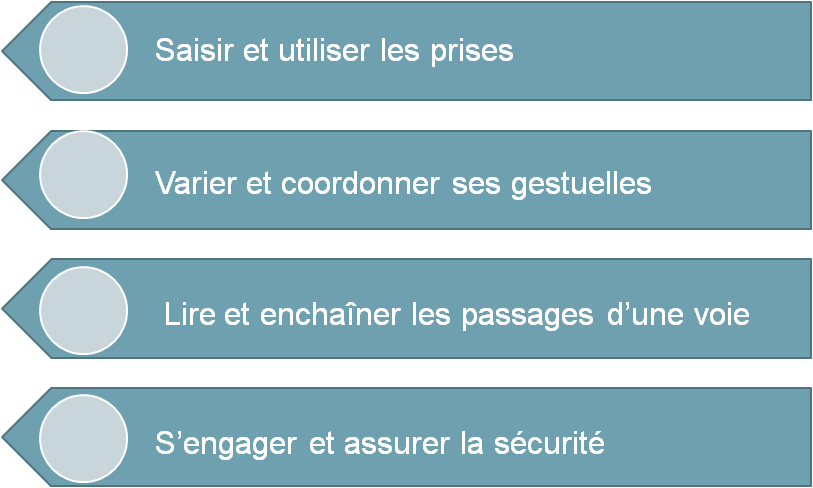 Saisir et utiliser les prises
Varier et coordonner ses gestuelles
Lire et enchaîner les passages d’une voie
S’engager et assurer la sécurité